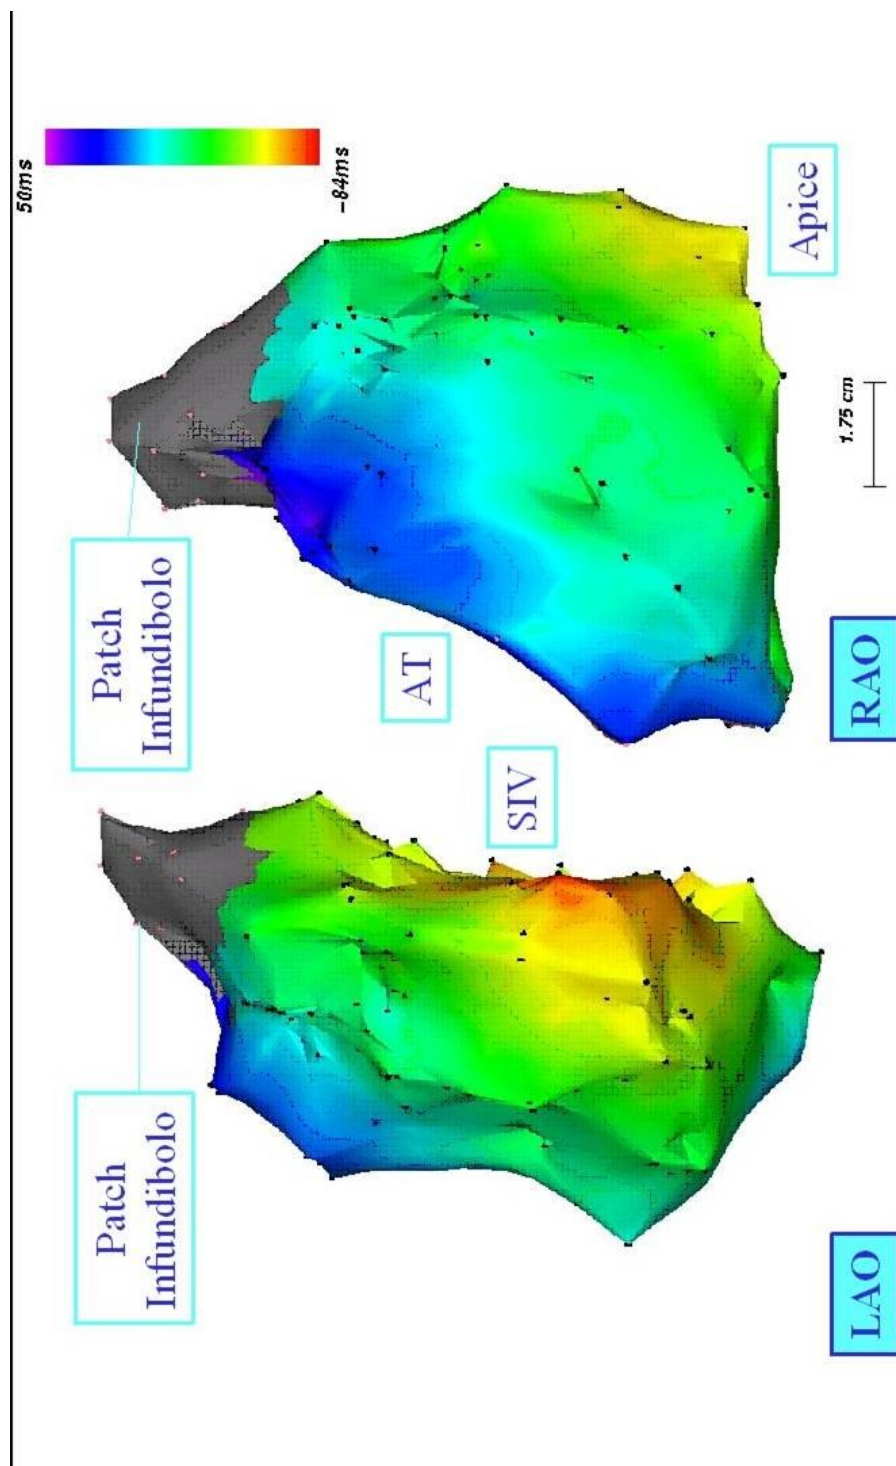 Patch
Infundibolo
Patch
Infundibolo
50ms
-84ms
AT
SIV
Apice
1.75 cm
LAO
RAO